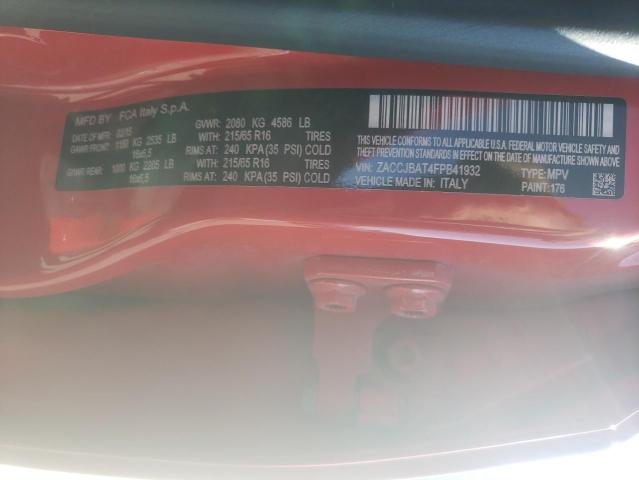 MFD BY FCA Italy S.p.A.
DATE OF MFD 02/15 GVWR: 2080 KG 4586 LB
GAWR FRONT: 1150 KG 2535 LB WITH: 215/65 R16 TIRES
16x6,5 RIMS AT: 240 KPA (35 PSI) COLD
GAWR REAR: 1000 KG 2205 LB WITH: 215/65 R16 TIRES
16x6,5 RIMS AT: 240 KPA (35 PSI) COLD
THIS VEHICLE CONFORMS TO ALL APPLICABLE U.S.A. FEDERAL MOTOR
VEHICLE SAFETY, BUMPER, AND THEFT PREVENTION STANDARDS IN
EFFECT ON THE DATE OF MANUFACTURE SHOWN ABOVE.
VIN: ZACCJBAT4FPB41932 TYPE: MPV
VEHICLE MADE IN: ITALY PAINT: 176